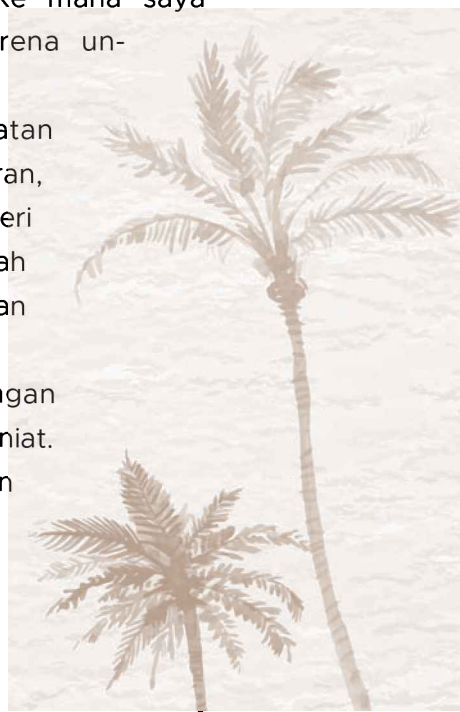 ke mana saya
rena un-
atan
ran,
eri
ah
an
ngan
niat.
n